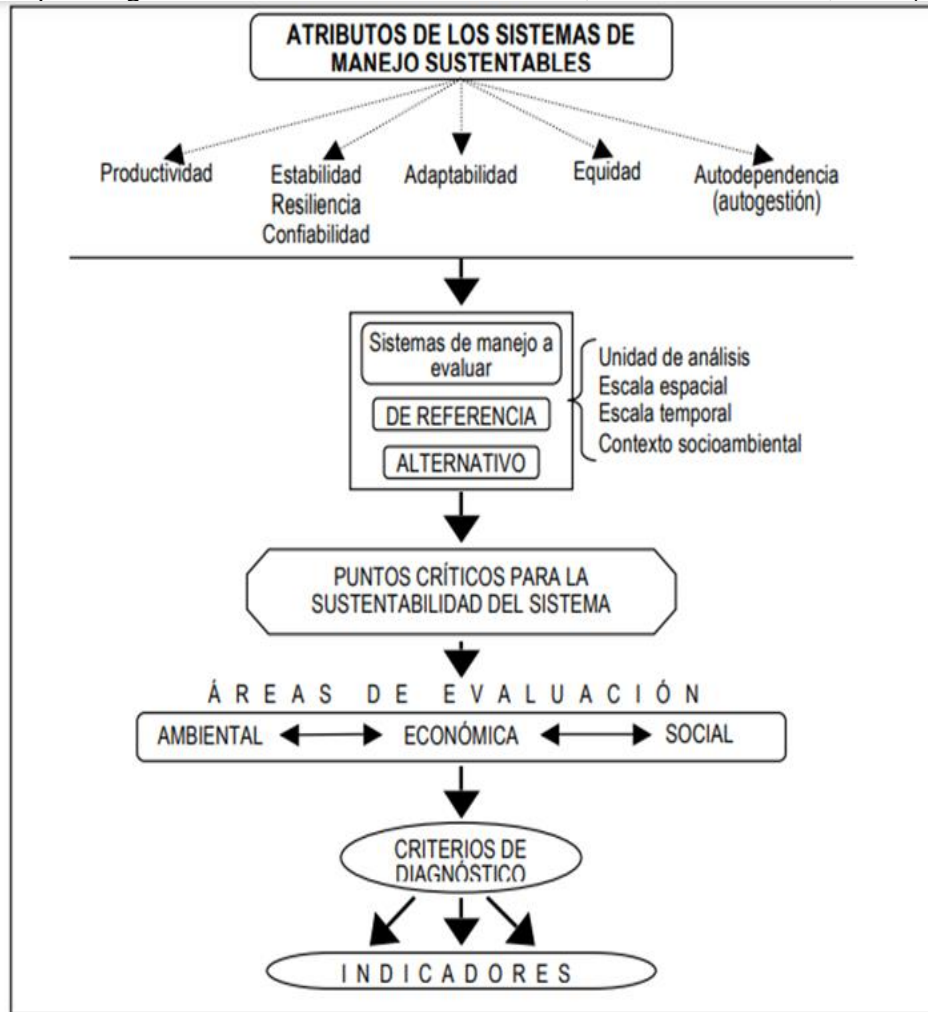 ATRIBUTOS DE LOS SISTEMAS DE
MANEJO SUSTENTABLES
Productividad
Estabilidad
Resiliencia
Confiabilidad
Adaptabilidad
Equidad
Autodependencia
(autogestión)
Sistemas de manejo a
evaluar
DE REFERENCIA
ALTERNATIVO
Unidad de análisis
Escala espacial
Escala temporal
Contexto socioambiental
PUNTOS CRÍTICOS PARA LA
SUSTENTABILIDAD DEL SISTEMA
ÁREAS DE EVALUACIÓN
AMBIENTAL ECONÓMICA SOCIAL
CRITERIOS DE
DIAGNÓSTICO
INDICADORES